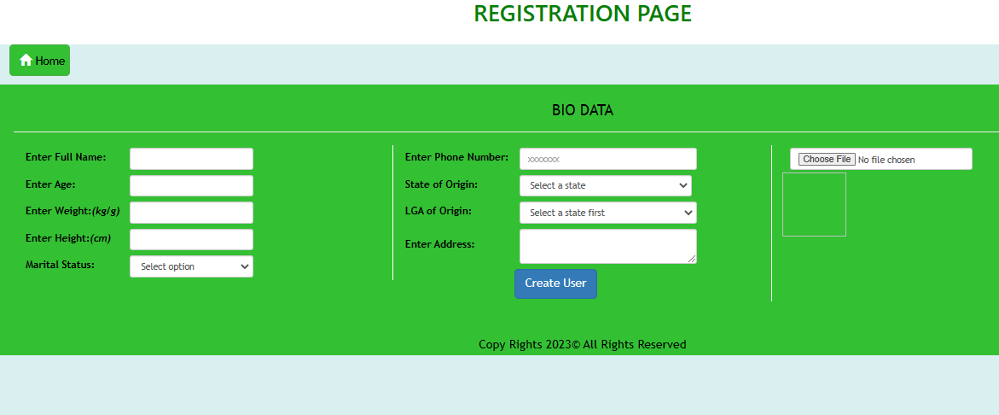 REGISTRATION PAGE
Home
BIO DATA
Enter Full Name:
Enter Age:
Enter Weight:(kg/g)
Enter Height:(cm)
Marital Status: Select option
Enter Phone Number: xxxxxxx
State of Origin: Select a state
LGA of Origin: Select a state first
Enter Address:
Create User
Choose File No file chosen
Copy Rights 2023© All Rights Reserved